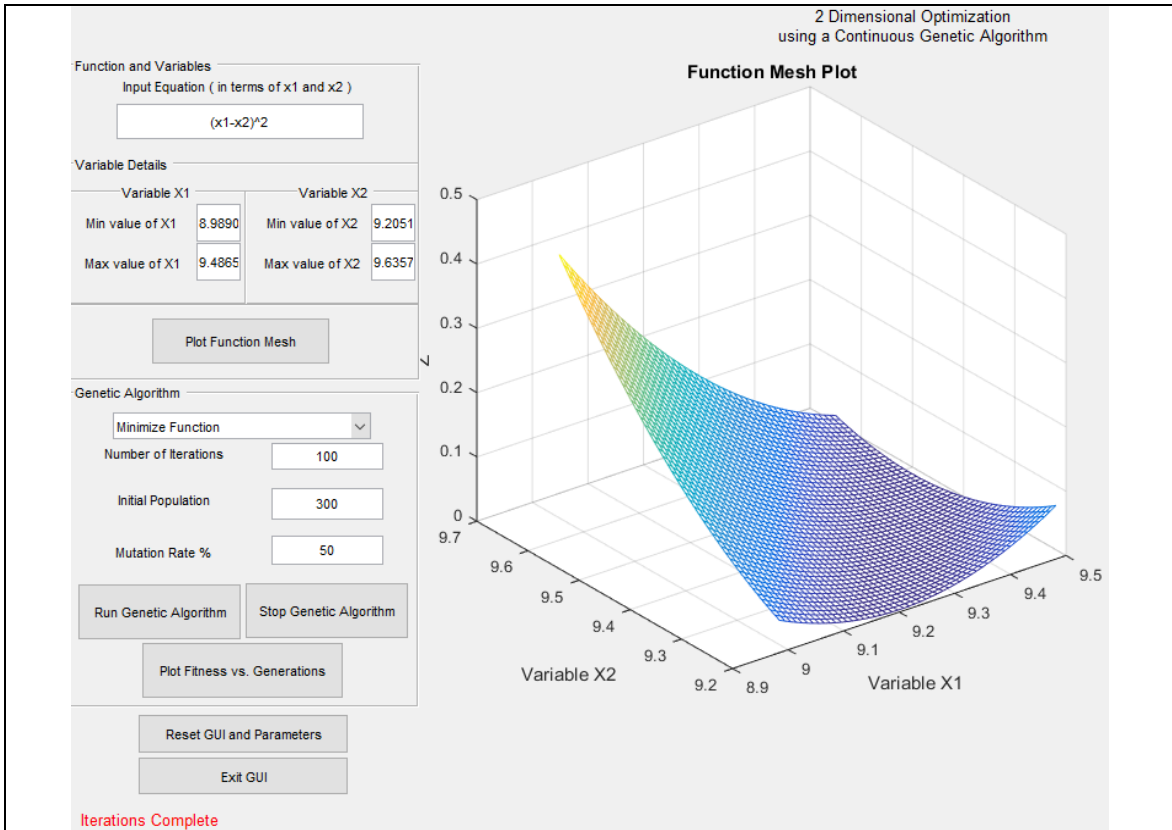 2 Dimensional Optimization
using a Continuous Genetic Algorithm
Function and Variables
Input Equation ( in terms of x1 and x2 )
(x1-x2)^2
Variable Details
Variable X1
Variable X2
Min value of X1
8.9890
Min value of X2
9.2051
Max value of X1
9.4865
Max value of X2
9.6357
Plot Function Mesh
Genetic Algorithm
Minimize Function
Number of Iterations
100
Initial Population
300
Mutation Rate %
50
Run Genetic Algorithm
Stop Genetic Algorithm
Plot Fitness vs. Generations
Reset GUI and Parameters
Exit GUI
Iterations Complete
Function Mesh Plot
0.5
0.4
0.3
0.2
0.1
0
9.7
9.6
9.5
9.4
9.3
9.2
Variable X2
8.9
9
9.1
9.2
9.3
9.4
9.5
Variable X1